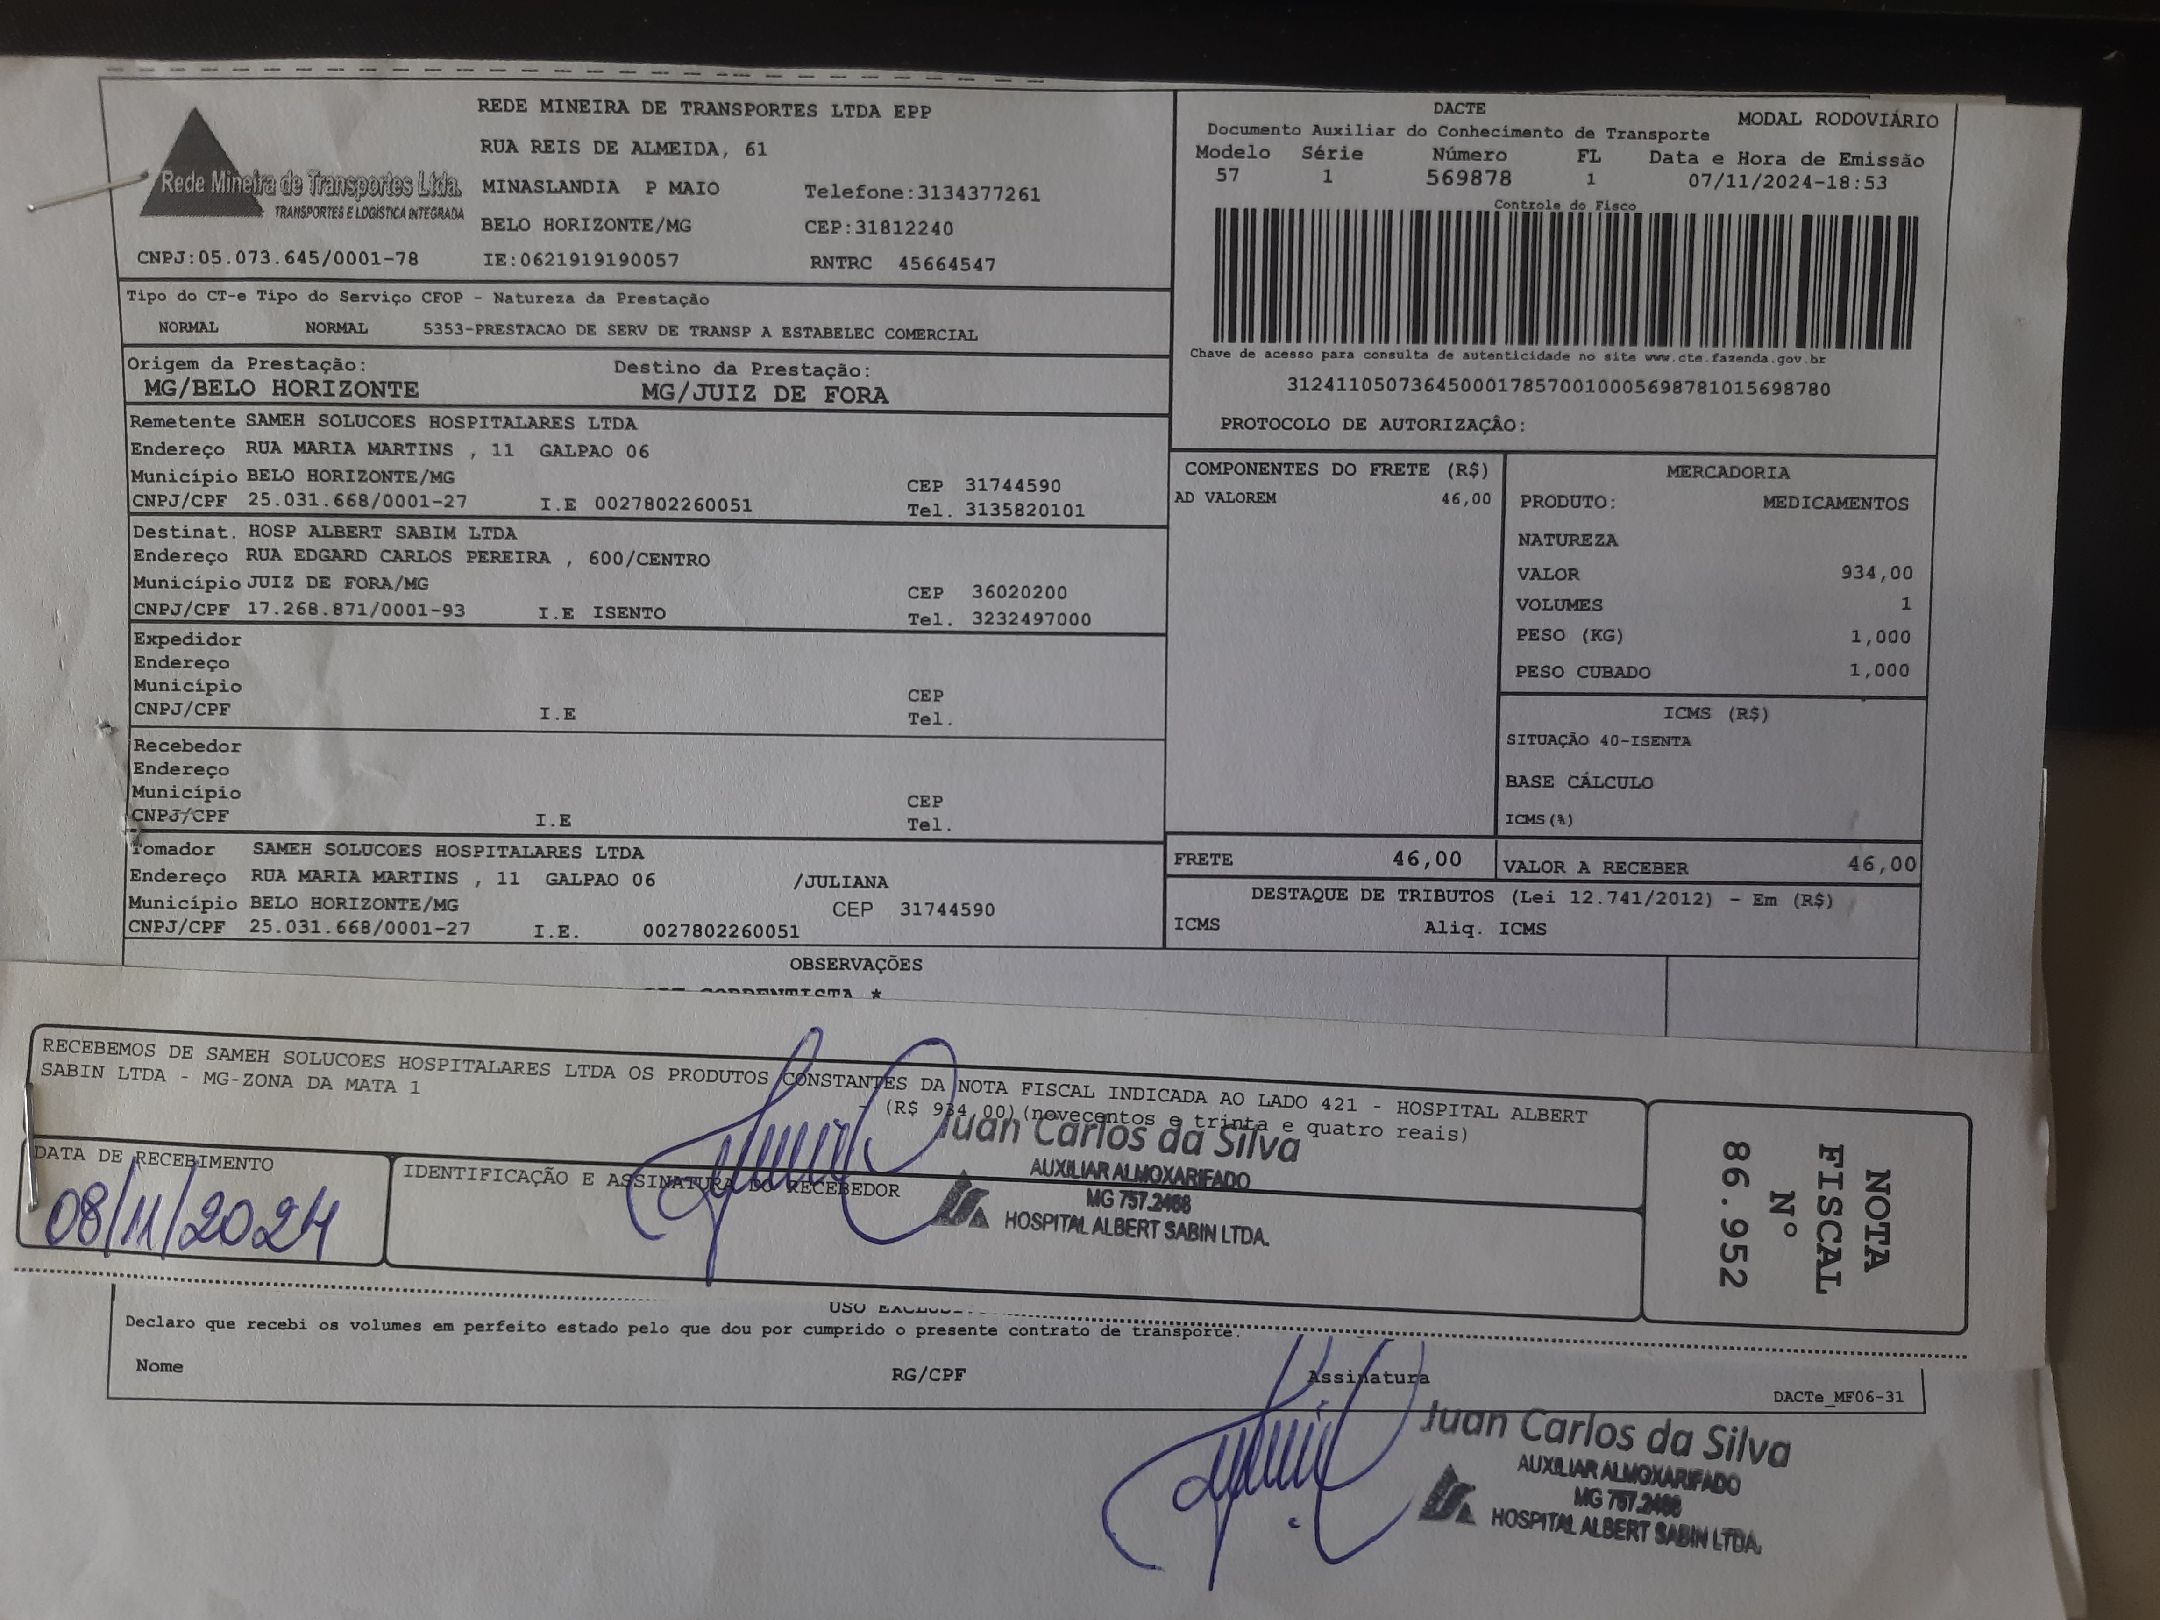 REDE MINEIRA DE TRANSPORTES LTDA EPP
RUA REIS DE ALMEIDA, 61
Rede Mineira de Transportes Ltda.
TRANSPORTES E LOGÍSTICA INTEGRADA
MINASLANDIA P MAIO Telefone:3134377261
BELO HORIZONTE/MG CEP:31812240
CNPJ:05.073.645/0001-78 IE:0621919190057 RNTRC 45664547
DACTE MODAL RODOVIÁRIO
Documento Auxiliar do Conhecimento de Transporte
Modelo Série Número FL Data e Hora de Emissão
57 1 569878 1 07/11/2024-18:53
Controle do Fisco
Chave de acesso para consulta de autenticidade no site www.cte.fazenda.gov.br
31241105073645000178570010005698781015698780
PROTOCOLO DE AUTORIZAÇÂO:
Tipo do CT-e Tipo do Serviço CFOP - Natureza da Prestação
NORMAL NORMAL 5353-PRESTACAO DE SERV DE TRANSP A ESTABELEC COMERCIAL
Origem da Prestação: Destino da Prestação:
MG/BELO HORIZONTE MG/JUIZ DE FORA
Remetente SAMEH SOLUCOES HOSPITALARES LTDA
Endereço RUA MARIA MARTINS , 11 GALPAO 06
Município BELO HORIZONTE/MG CEP 31744590
CNPJ/CPF 25.031.668/0001-27 I.E 0027802260051 Tel. 3135820101
Destinat. HOSP ALBERT SABIM LTDA
Endereço RUA EDGARD CARLOS PEREIRA , 600/CENTRO
Município JUIZ DE FORA/MG CEP 36020200
CNPJ/CPF 17.268.871/0001-93 I.E ISENTO Tel. 3232497000
Expedidor
Endereço
Município CEP
CNPJ/CPF I.E Tel.
Recebedor
Endereço
Município CEP
CNPJ/CPF I.E Tel.
Tomador SAMEH SOLUCOES HOSPITALARES LTDA
Endereço RUA MARIA MARTINS , 11 GALPAO 06 /JULIANA
Município BELO HORIZONTE/MG CEP 31744590
CNPJ/CPF 25.031.668/0001-27 I.E. 0027802260051
COMPONENTES DO FRETE (R$)
AD VALOREM 46,00
MERCADORIA
PRODUTO: MEDICAMENTOS
NATUREZA
VALOR 934,00
VOLUMES 1
PESO (KG) 1,000
PESO CUBADO 1,000
ICMS (R$)
SITUAÇÃO 40-ISENTA
BASE CÁLCULO
ICMS(%)
FRETE 46,00 VALOR A RECEBER 46,00
DESTAQUE DE TRIBUTOS (Lei 12.741/2012) - Em (R$)
ICMS Aliq. ICMS
OBSERVAÇÕES
CORRENTISTA *
RECEBEMOS DE SAMEH SOLUCOES HOSPITALARES LTDA OS PRODUTOS CONSTANTES DA NOTA FISCAL INDICADA AO LADO 421 - HOSPITAL ALBERT
SABIN LTDA - MG-ZONA DA MATA 1 - (R$ 934,00) (novecentos e trinta e quatro reais)
DATA DE RECEBIMENTO
08/11/2024
IDENTIFICAÇÃO E ASSINATURA DO RECEBEDOR
Juan Carlos da Silva
AUXILIAR ALMOXARIFADO
MG 757.2468
HOSPITAL ALBERT SABIN LTDA.
NOTA
FISCAL
Nº
86.952
USO
Declaro que recebi os volumes em perfeito estado pelo que dou por cumprido o presente contrato de transporte.
Nome RG/CPF Assinatura
DACTe_MF06-31
Juan Carlos da Silva
AUXILIAR ALMOXARIFADO
MG 757.2468
HOSPITAL ALBERT SABIN LTDA.